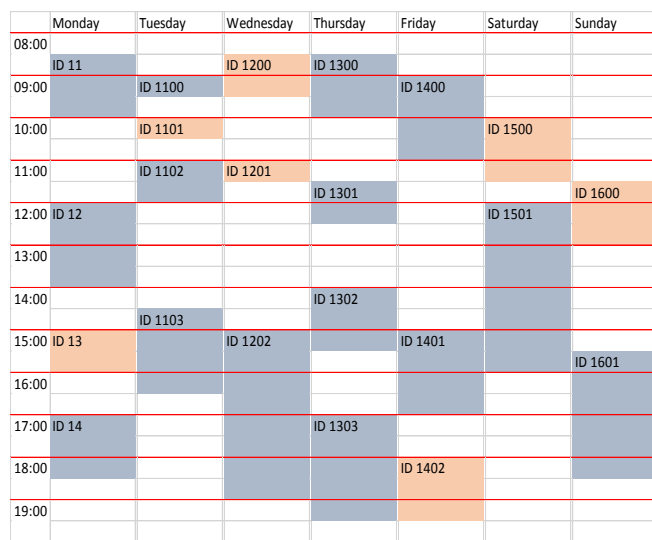 Monday Tuesday Wednesday Thursday Friday Saturday Sunday
08:00
ID 11 ID 1200 ID 1300
09:00 ID 1100 ID 1400
10:00 ID 1101 ID 1500
11:00 ID 1102 ID 1201
ID 1301 ID 1600
12:00 ID 12 ID 1501
13:00
14:00 ID 1302
ID 1103
15:00 ID 13 ID 1202 ID 1401
ID 1601
16:00
17:00 ID 14 ID 1303
18:00 ID 1402
19:00